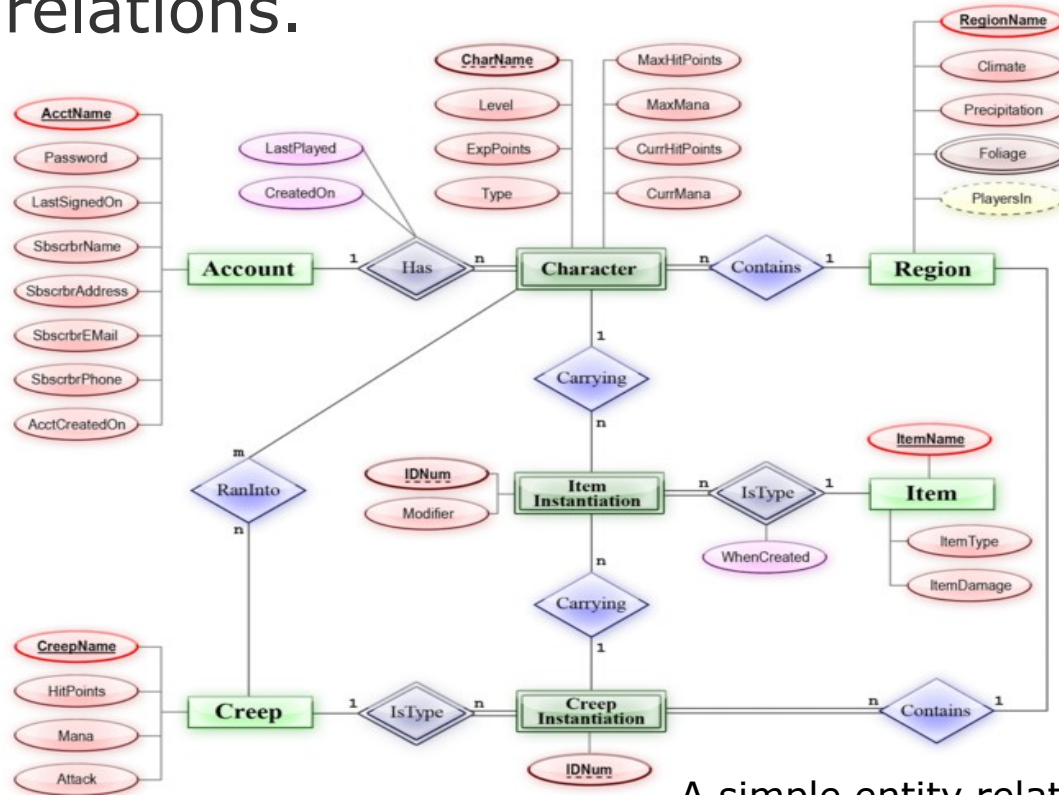 relations.
RegionName
CharName
MaxHitPoints
Climate
AcctName
Level
MaxMana
Precipitation
Password
LastPlayed
ExpPoints
CurrHitPoints
Foliage
LastSignedOn
CreatedOn
Type
CurrMana
PlayersIn
SbscrbrName
Account
1
Has
n
Character
n
Contains
1
Region
SbscrbrAddress
SbscrbrEMail
1
SbscrbrPhone
Carrying
AcctCreatedOn
n
ItemName
m
RanInto
n
IDNum
Modifier
Item
Instantiation
n
IsType
1
Item
WhenCreated
ItemType
n
ItemDamage
Carrying
1
CreepName
HitPoints
Mana
Attack
Creep
1
IsType
n
Creep
Instantiation
n
Contains
1
IDNum
A simple entity relat